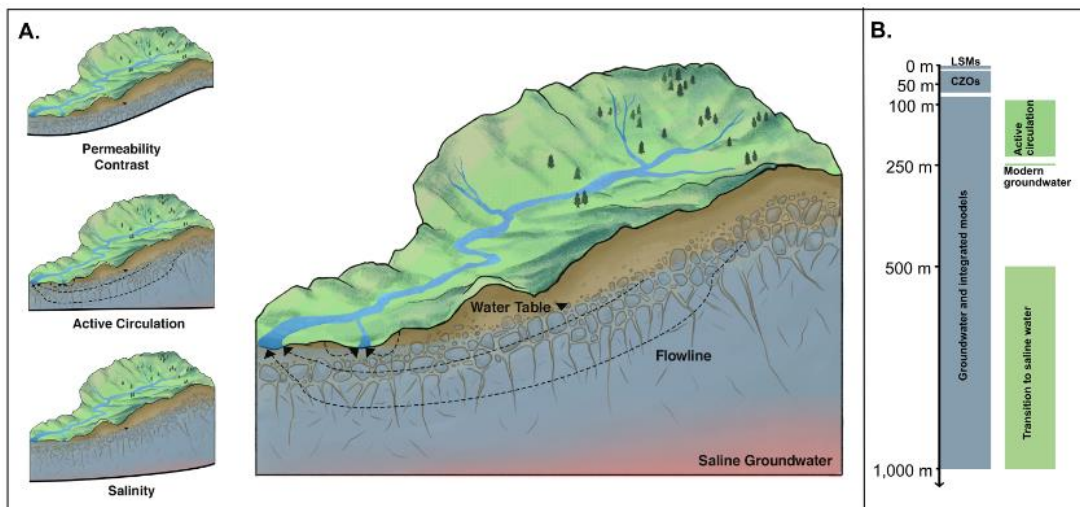 A.
Permeability
Contrast
Active Circulation
Salinity
Water Table
Flowline
Saline Groundwater
B.
0 m
50 m
100 m
250 m
500 m
1,000 m
LSMs
CZOs
Groundwater and integrated models
Active
circulation
Modern
groundwater
Transition to saline water